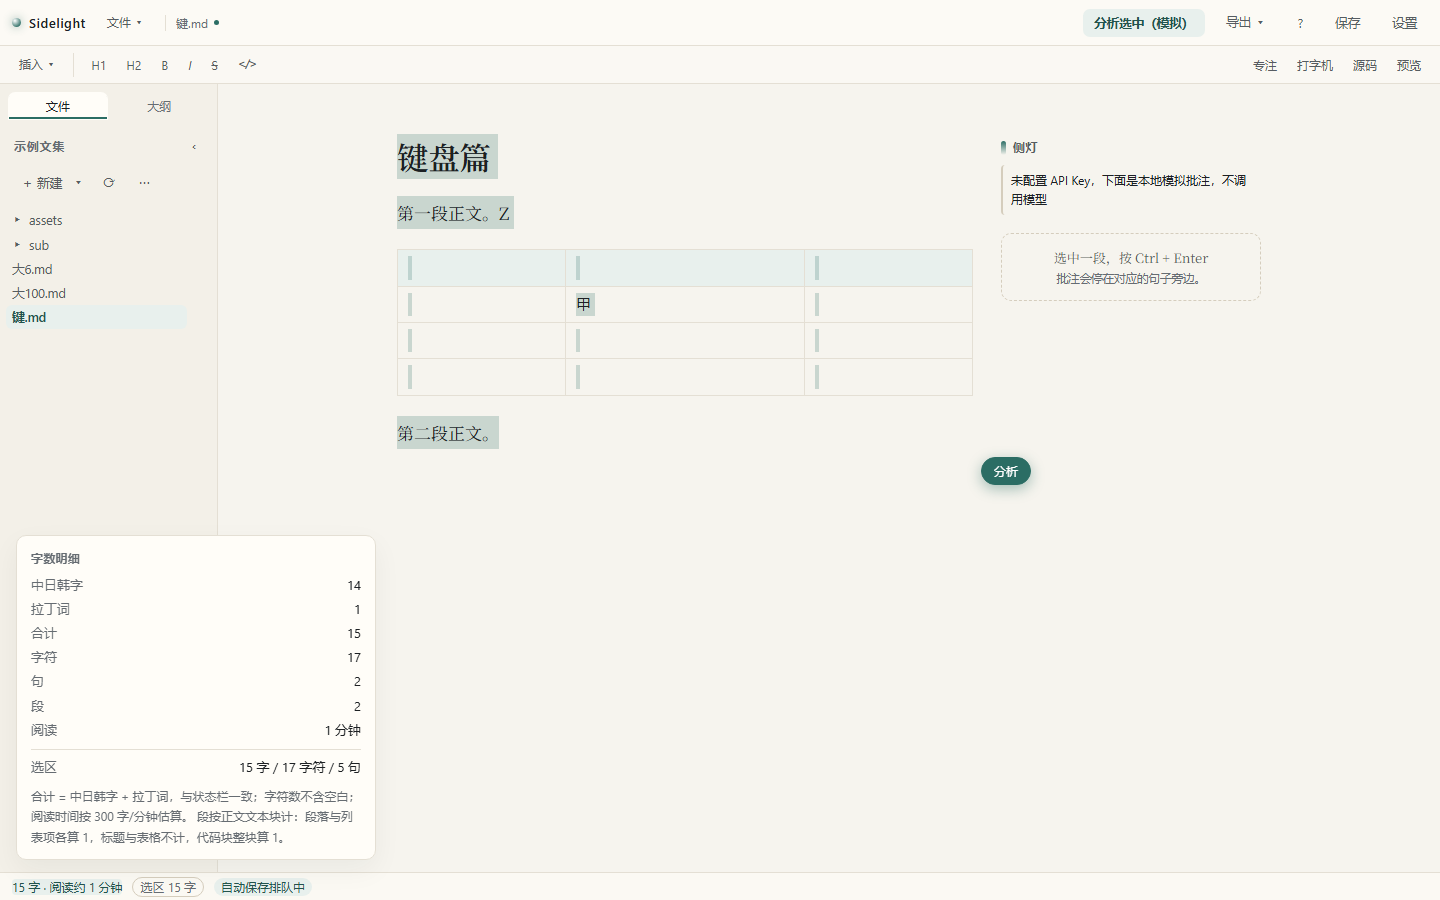 Sidelight 文件 键.md 分析选中（模拟） 导出 ? 保存 设置
插入 H1 H2 B I S </> 专注 打字机 源码 预览
文件 大纲
示例文集
+ 新建 ...
assets
sub
大6.md
大100.md
键.md
键盘篇
第一段正文。Z
甲
第二段正文。
侧灯
未配置 API Key，下面是本地模拟批注，不调
用模型
选中一段，按 Ctrl + Enter
批注会停在对应的句子旁边。
分析
字数明细
中日韩字 14
拉丁词 1
合计 15
字符 17
句 2
段 2
阅读 1 分钟
选区 15 字 / 17 字符 / 5 句
合计 = 中日韩字 + 拉丁词，与状态栏一致；字符数不含空白；
阅读时间按 300 字/分钟估算。 段按正文文本块计：段落与列
表项各算 1，标题与表格不计，代码块整块算 1。
15 字 · 阅读约 1 分钟 选区 15 字 自动保存排队中